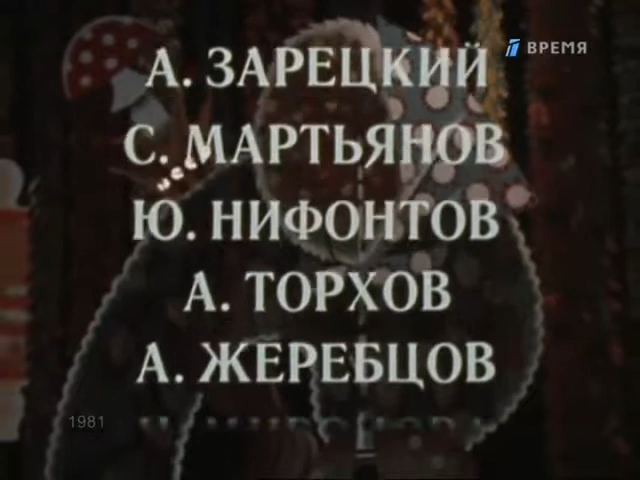 ВРЕМЯ
А. ЗАРЕЦКИЙ
С. МАРТЬЯНОВ
Ю. НИФОНТОВ
А. ТОРХОВ
А. ЖЕРЕБЦОВ
1981